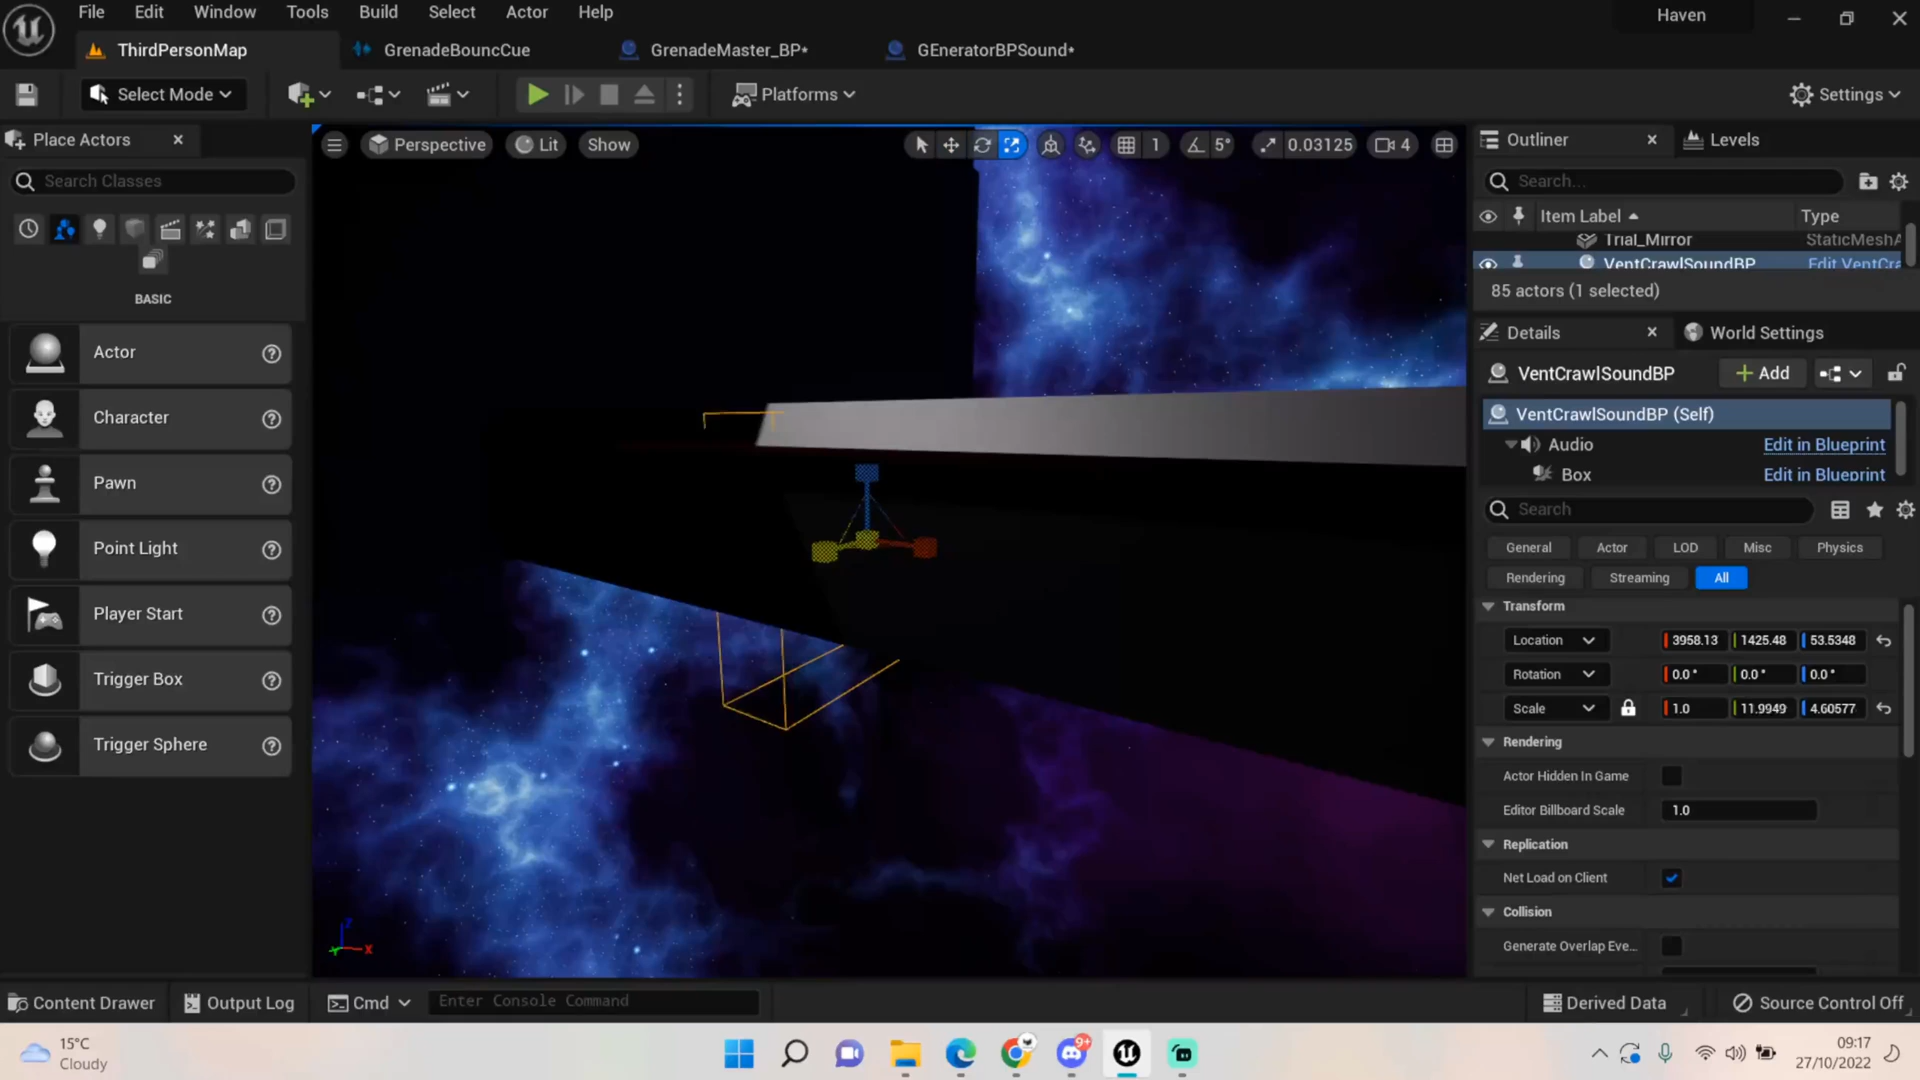 File Edit Window Tools Build Select Actor Help
Haven
ThirdPersonMap
GrenadeBouncCue
GrenadeMaster_BP*
GEneratorBPSound*
Select Mode
Platforms
Settings
Place Actors
Search Classes
BASIC
Actor
Character
Pawn
Point Light
Player Start
Trigger Box
Trigger Sphere
Perspective
Lit
Show
1
5°
0.03125
4
Outliner
Levels
Search...
Item Label
Type
Trial_Mirror
StaticMeshA
VentCrawlSoundBP
Edit VentCra
85 actors (1 selected)
Details
World Settings
VentCrawlSoundBP
Add
VentCrawlSoundBP (Self)
Audio
Edit in Blueprint
Box
Edit in Blueprint
Search
General
Actor
LOD
Misc
Physics
Rendering
Streaming
All
Transform
Location
3958.13
1425.48
53.5348
Rotation
0.0 °
0.0 °
0.0 °
Scale
1.0
11.9949
4.60577
Rendering
Actor Hidden In Game
Editor Billboard Scale
1.0
Replication
Net Load on Client
Collision
Generate Overlap Eve...
Z
X
Content Drawer
Output Log
Cmd
Enter Console Command
Derived Data
Source Control Off
15°C
Cloudy
9+
09:17
27/10/2022